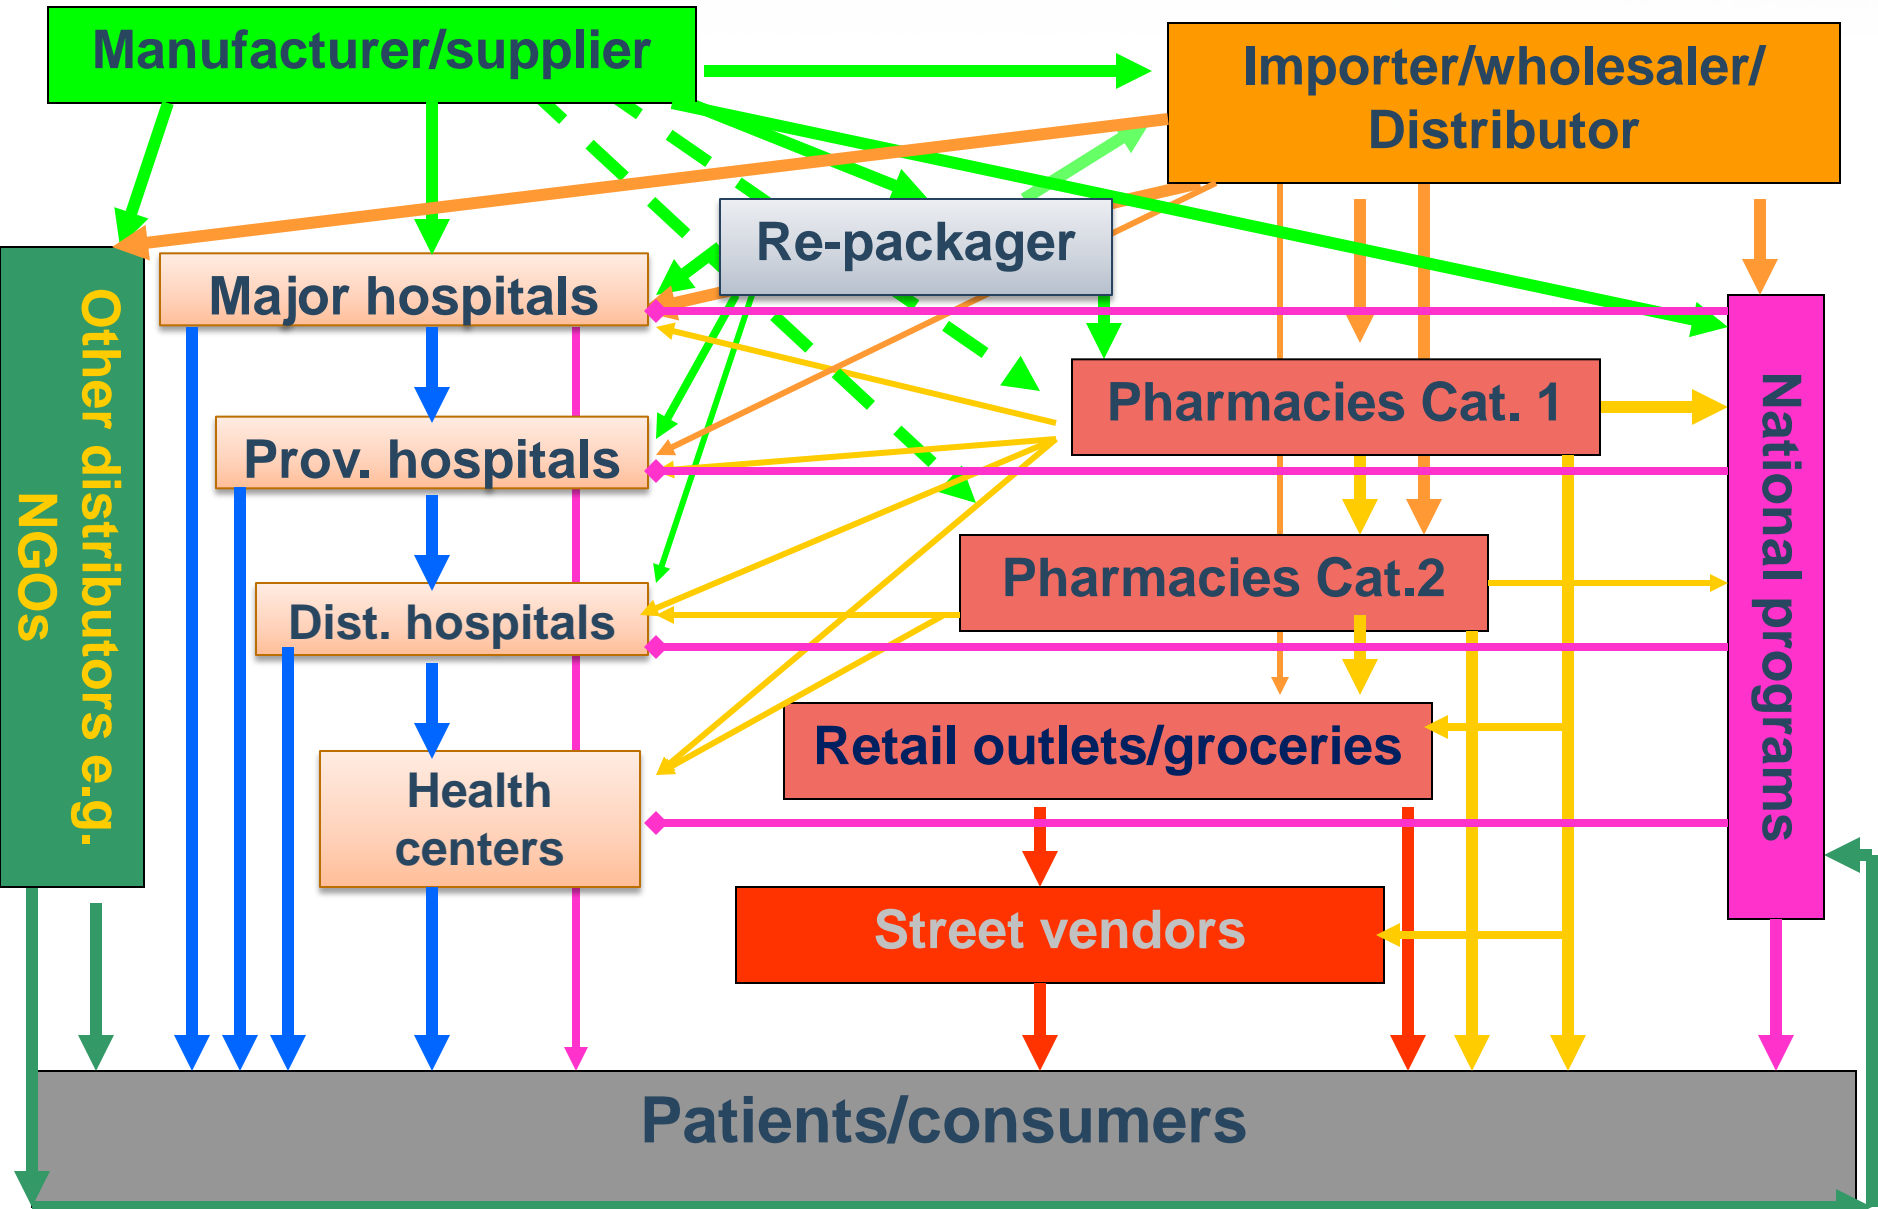 Manufacturer/supplier
Importer/wholesaler/
Distributor
Re-packager
Major hospitals
Other distributors e.g.
NGOs
Pharmacies Cat. 1
National programs
Prov. hospitals
Pharmacies Cat.2
Dist. hospitals
Retail outlets/groceries
Health
centers
Street vendors
Patients/consumers